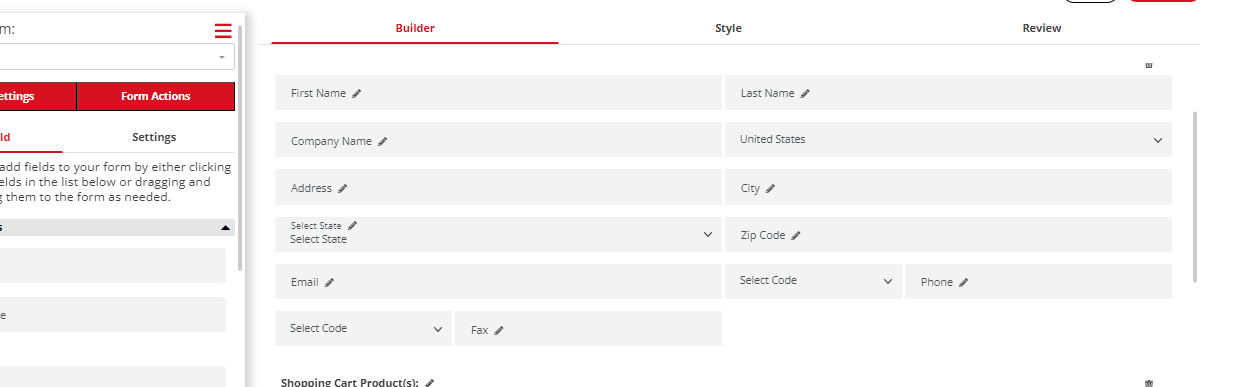 m:
Builder
Style
Review
ettings
Form Actions
ld
Settings
add fields to your form by either clicking
elds in the list below or dragging and
g them to the form as needed.
s
e
First Name
Last Name
Company Name
United States
Address
City
Select State
Select State
Zip Code
Email
Select Code
Phone
Select Code
Fax
Shopping Cart Product(s):